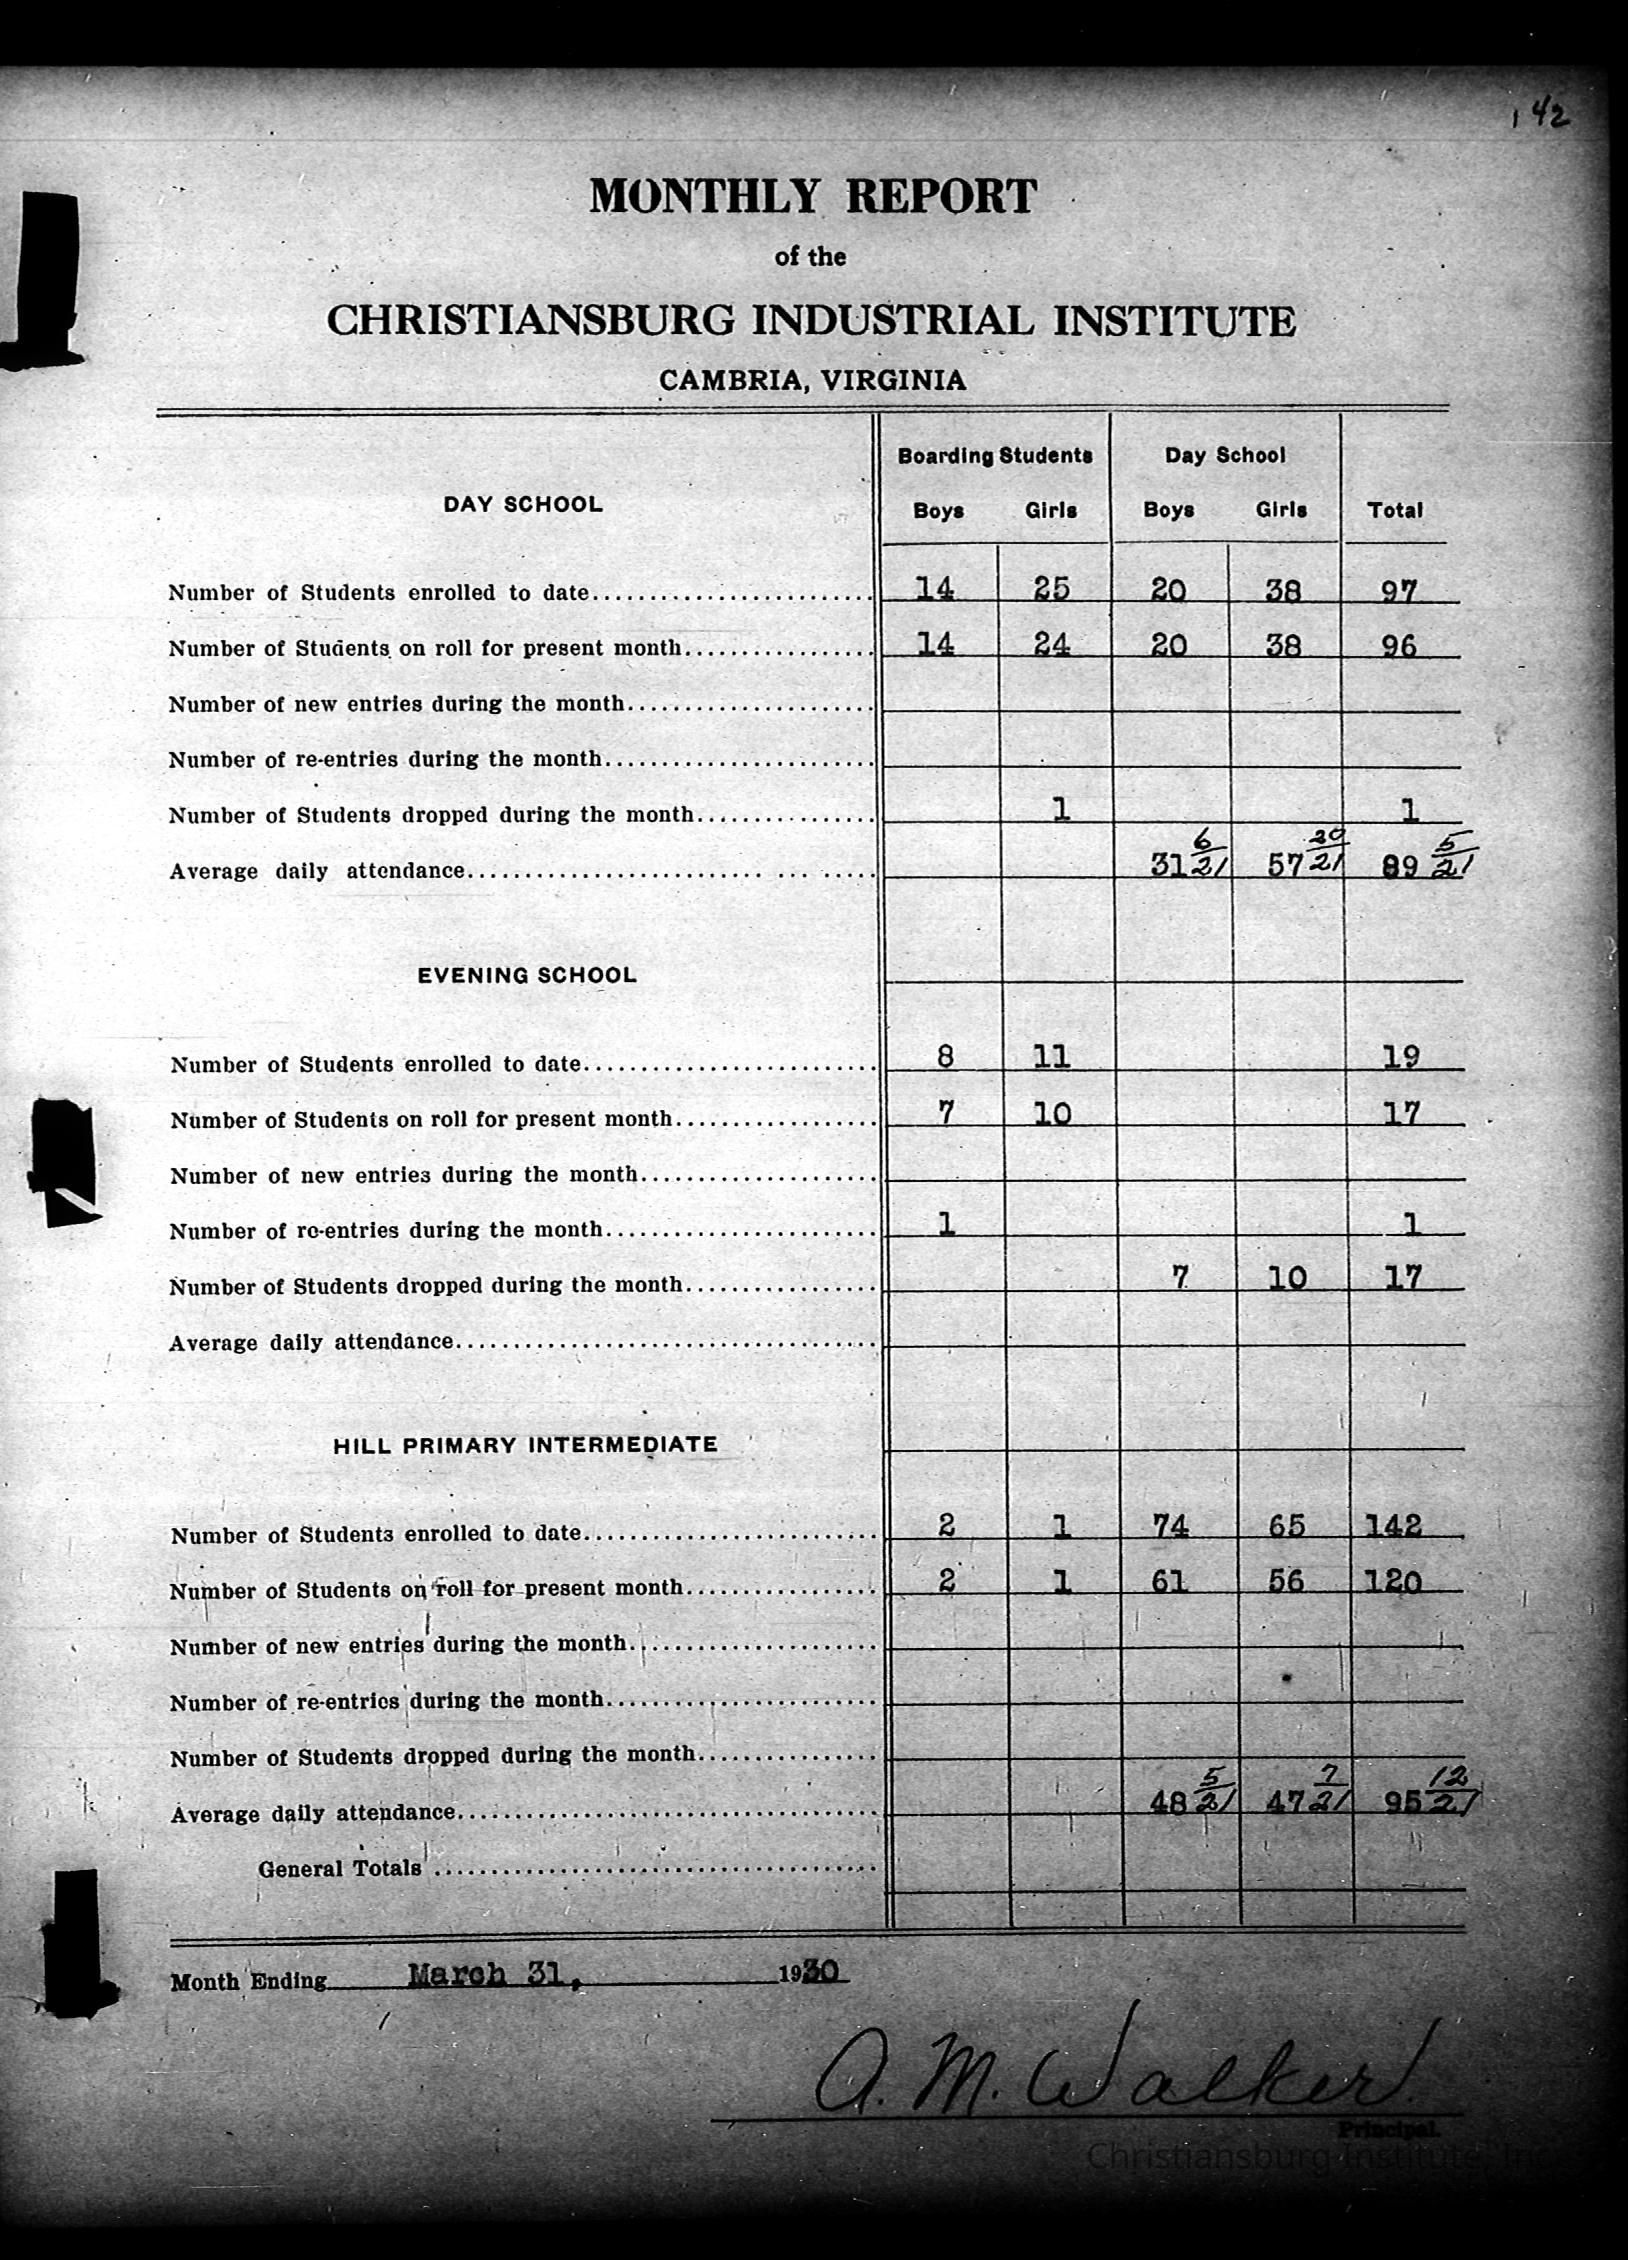 142
MONTHLY REPORT
of the
CHRISTIANSBURG INDUSTRIAL INSTITUTE
CAMBRIA, VIRGINIA
Boarding Students Day School
DAY SCHOOL Boys Girls Boys Girls Total
Number of Students enrolled to date 14 25 20 38 97
Number of Students on roll for present month 14 24 20 38 96
Number of new entries during the month
Number of re-entries during the month
Number of Students dropped during the month 1 1
Average daily attendance 31 6/21 57 20/21 89 5/21
EVENING SCHOOL
Number of Students enrolled to date 8 11 19
Number of Students on roll for present month 7 10 17
Number of new entries during the month
Number of re-entries during the month 1 1
Number of Students dropped during the month 7 10 17
Average daily attendance
HILL PRIMARY INTERMEDIATE
Number of Students enrolled to date 2 1 74 65 142
Number of Students on roll for present month 2 1 61 56 120
Number of new entries during the month
Number of re-entries during the month
Number of Students dropped during the month
Average daily attendance 48 5/21 47 7/21 95 12/21
General Totals
Month Ending March 31, 1930
A. M. Walker
Principal.
Christiansburg Institute, Inc